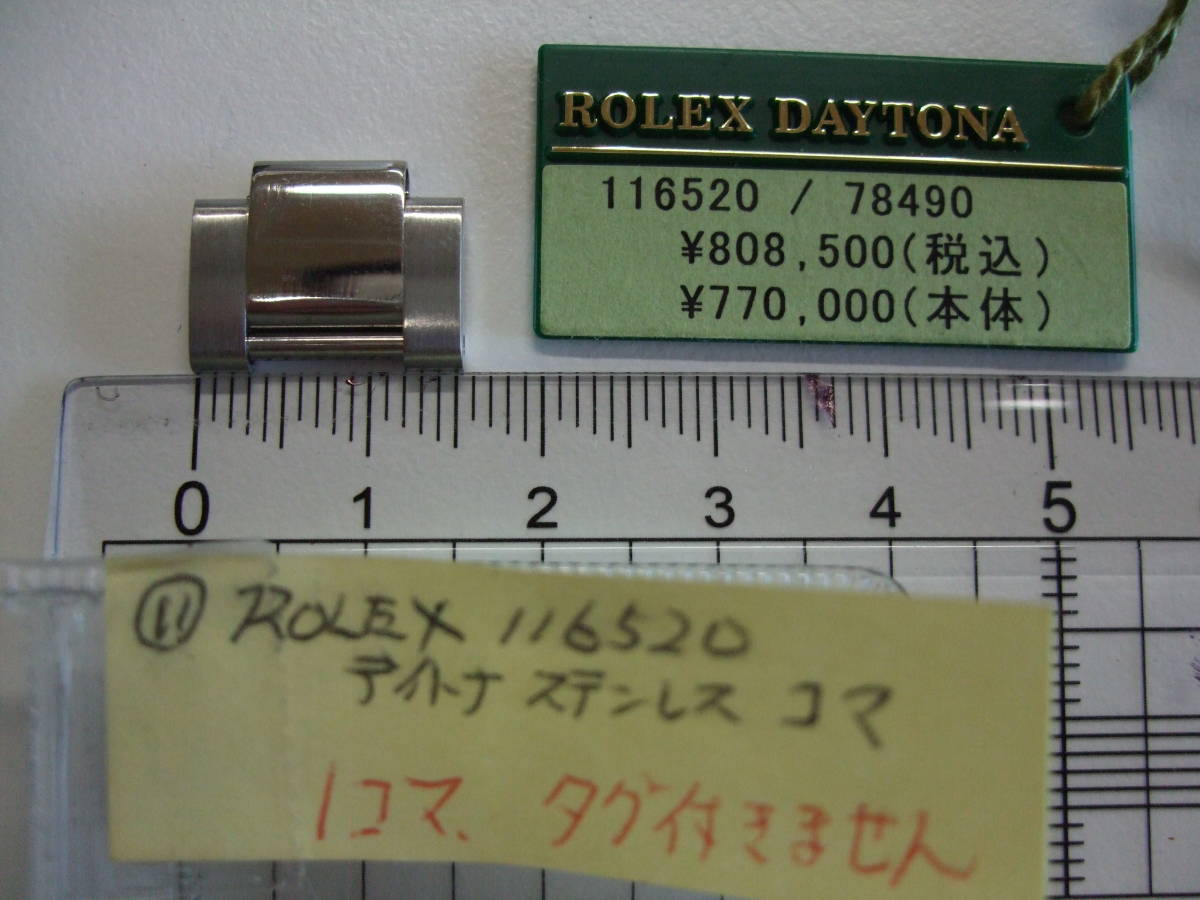 ROLEX DAYTONA
116520 / 78490
¥808,500(税込)
¥770,000(本体)
0 1 2 3 4 5
⑪ ROLEX 116520
デイトナ ステンレス コマ
1コマ、タグ付きません